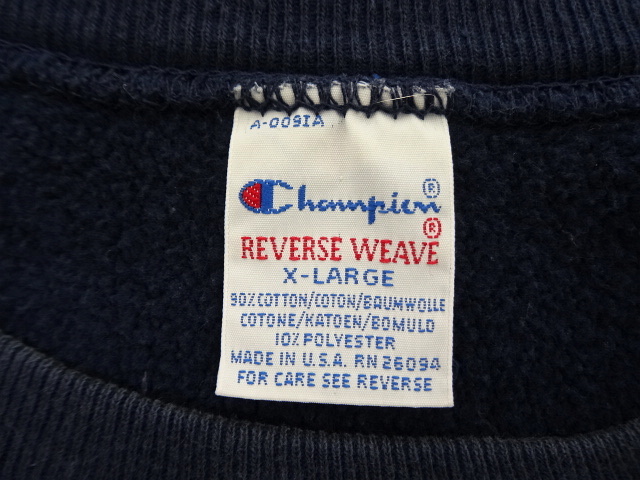 A-009IA
Champion®
®
REVERSE WEAVE
X-LARGE
90% COTTON/COTON/BAUMWOLLE
COTONE/KATOEN/BOMULD
10% POLYESTER
MADE IN U.S.A. RN 26094
FOR CARE SEE REVERSE